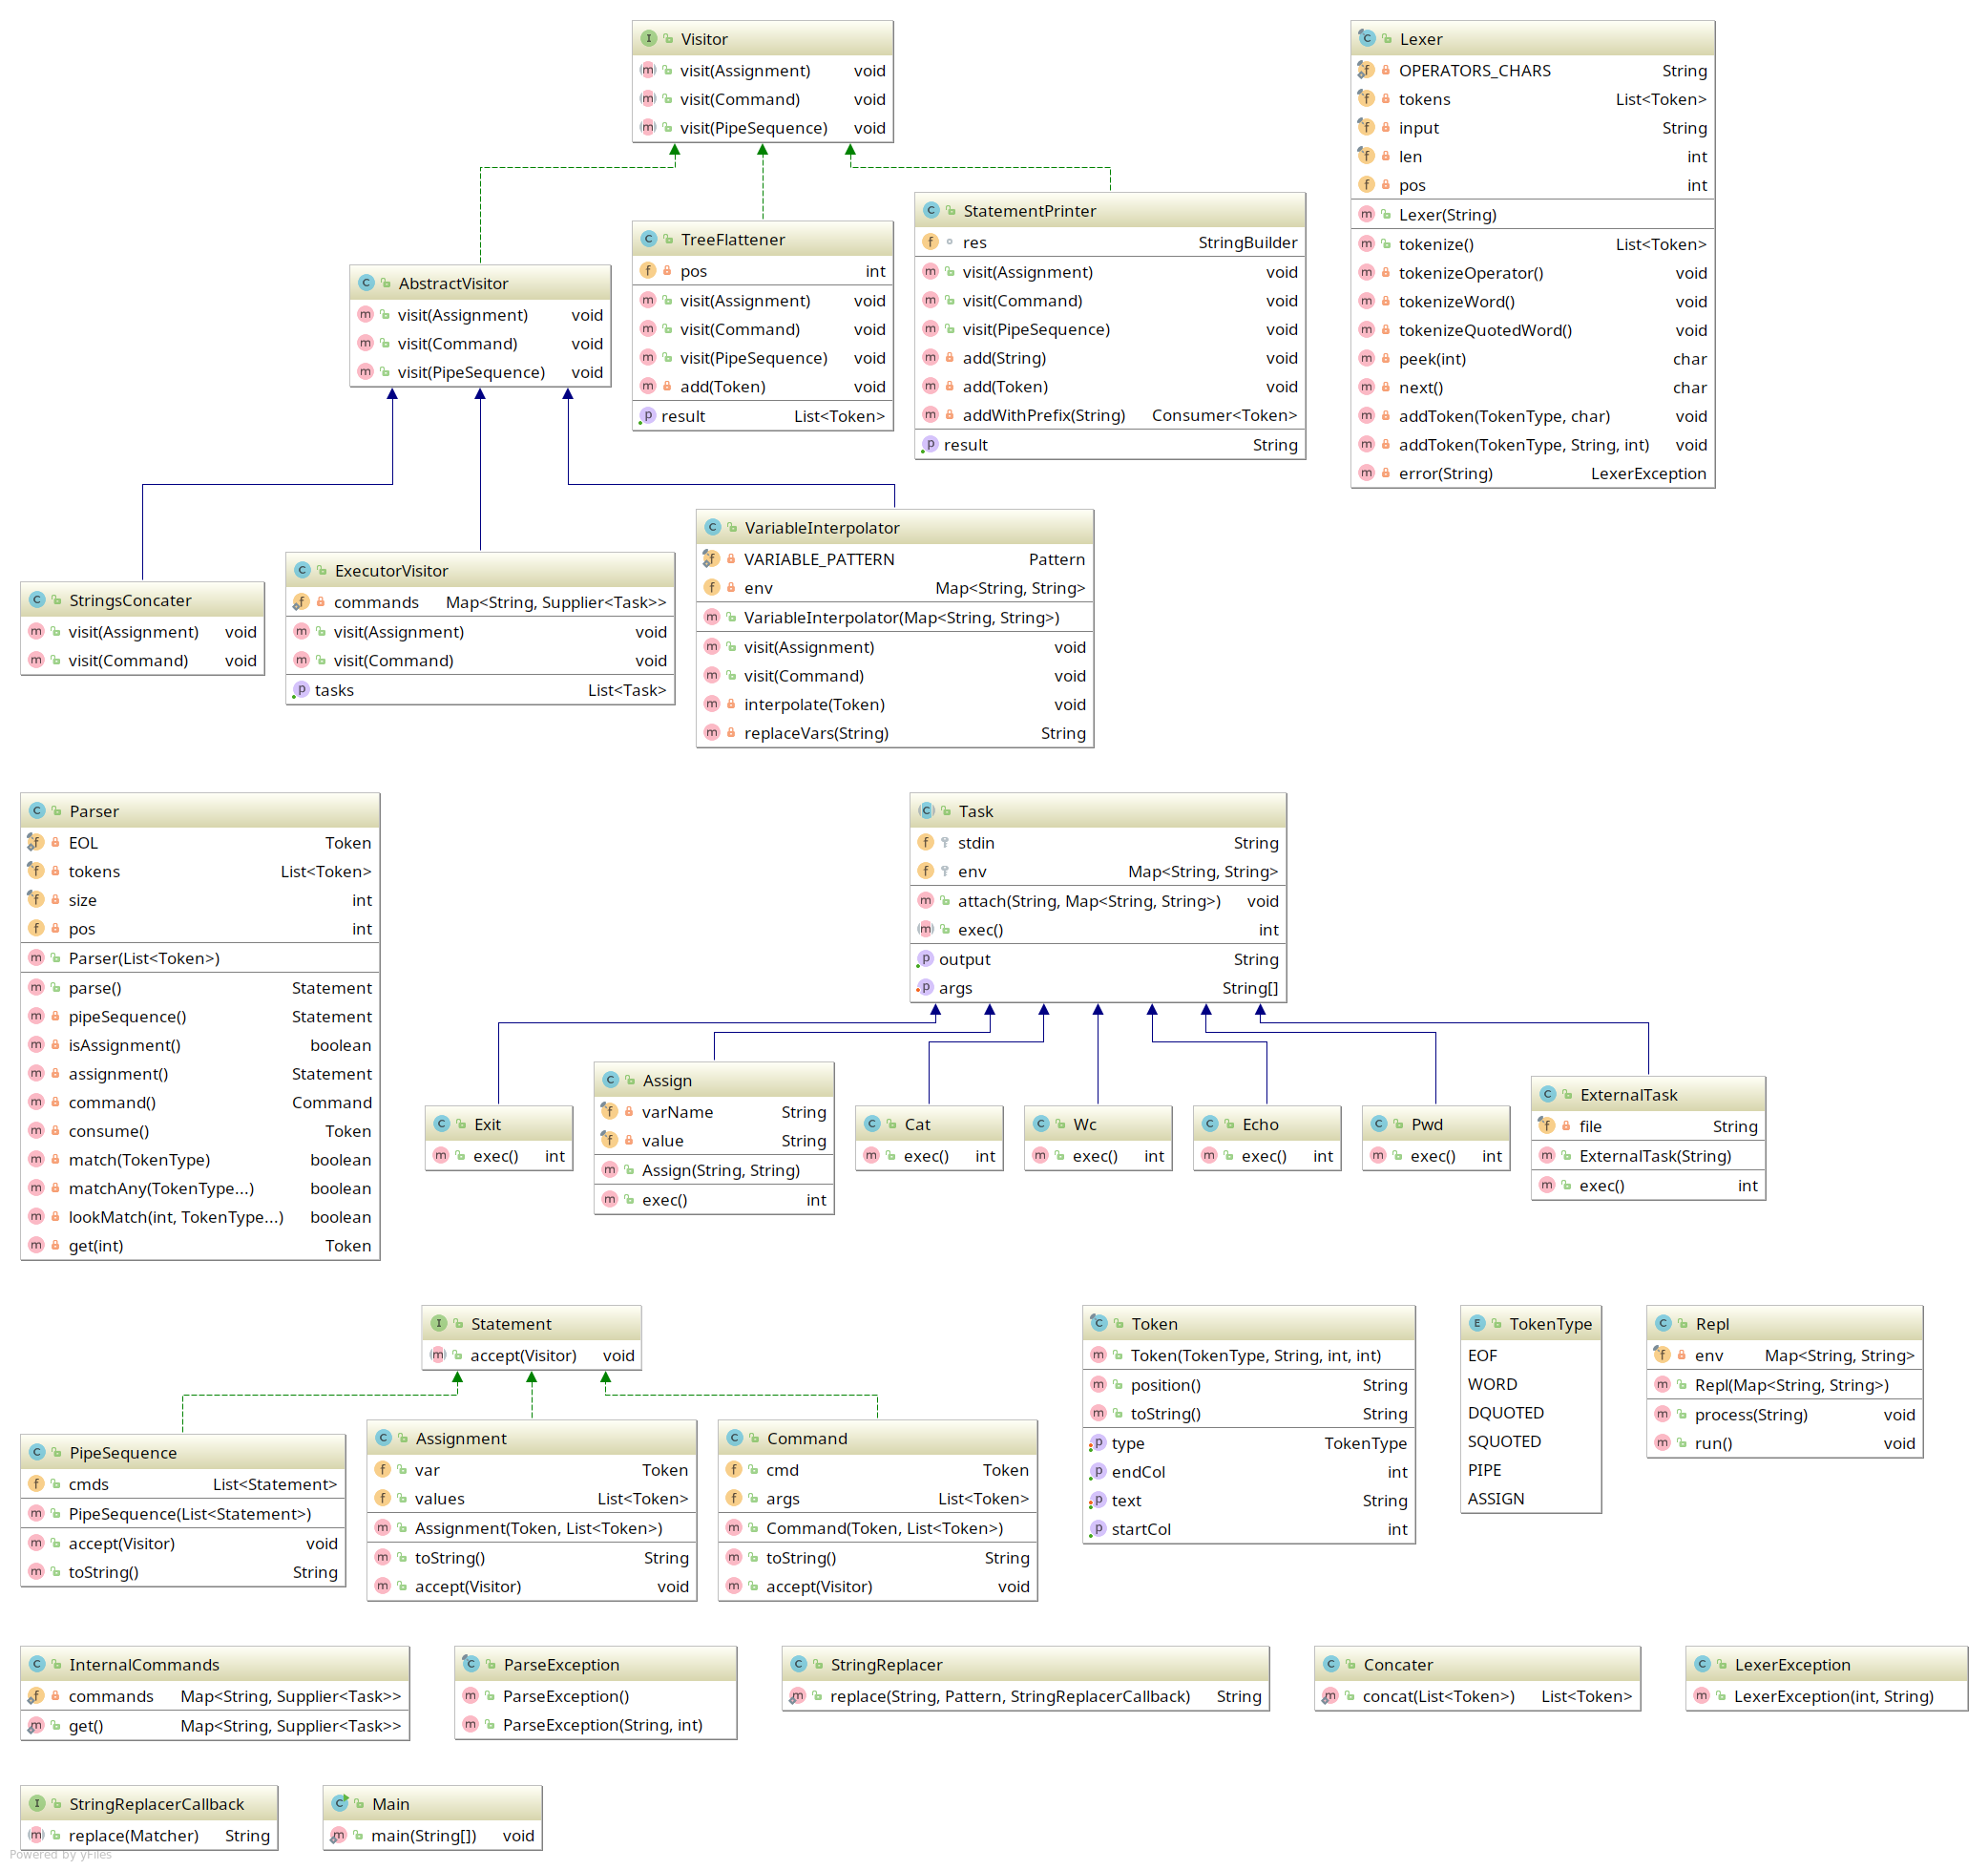 Visitor
visit(Assignment) void
visit(Command) void
visit(PipeSequence) void
Lexer
OPERATORS_CHARS String
tokens List<Token>
input String
len int
pos int
Lexer(String)
tokenize() List<Token>
tokenizeOperator() void
tokenizeWord() void
tokenizeQuotedWord() void
peek(int) char
next() char
addToken(TokenType, char) void
addToken(TokenType, String, int) void
error(String) LexerException
AbstractVisitor
visit(Assignment) void
visit(Command) void
visit(PipeSequence) void
TreeFlattener
pos int
visit(Assignment) void
visit(Command) void
visit(PipeSequence) void
add(Token) void
result List<Token>
StatementPrinter
res StringBuilder
visit(Assignment) void
visit(Command) void
visit(PipeSequence) void
add(String) void
add(Token) void
addWithPrefix(String) Consumer<Token>
result String
StringsConcater
visit(Assignment) void
visit(Command) void
ExecutorVisitor
commands Map<String, Supplier<Task>>
visit(Assignment) void
visit(Command) void
tasks List<Task>
VariableInterpolator
VARIABLE_PATTERN Pattern
env Map<String, String>
VariableInterpolator(Map<String, String>)
visit(Assignment) void
visit(Command) void
interpolate(Token) void
replaceVars(String) String
Parser
EOL Token
tokens List<Token>
size int
pos int
Parser(List<Token>)
parse() Statement
pipeSequence() Statement
isAssignment() boolean
assignment() Statement
command() Command
consume() Token
match(TokenType) boolean
matchAny(TokenType...) boolean
lookMatch(int, TokenType...) boolean
get(int) Token
Task
stdin String
env Map<String, String>
attach(String, Map<String, String>) void
exec() int
output String
args String[]
Exit
exec() int
Assign
varName String
value String
Assign(String, String)
exec() int
Cat
exec() int
Wc
exec() int
Echo
exec() int
Pwd
exec() int
ExternalTask
file String
ExternalTask(String)
exec() int
Statement
accept(Visitor) void
PipeSequence
cmds List<Statement>
PipeSequence(List<Statement>)
accept(Visitor) void
toString() String
Assignment
var Token
values List<Token>
Assignment(Token, List<Token>)
toString() String
accept(Visitor) void
Command
cmd Token
args List<Token>
Command(Token, List<Token>)
toString() String
accept(Visitor) void
Token
Token(TokenType, String, int, int)
position() String
toString() String
type TokenType
endCol int
text String
startCol int
TokenType
EOF
WORD
DQUOTED
SQUOTED
PIPE
ASSIGN
Repl
env Map<String, String>
Repl(Map<String, String>)
process(String) void
run() void
InternalCommands
commands Map<String, Supplier<Task>>
get() Map<String, Supplier<Task>>
ParseException
ParseException()
ParseException(String, int)
StringReplacer
replace(String, Pattern, StringReplacerCallback) String
Concater
concat(List<Token>) List<Token>
LexerException
LexerException(int, String)
StringReplacerCallback
replace(Matcher) String
Main
main(String[]) void
Powered by yFiles